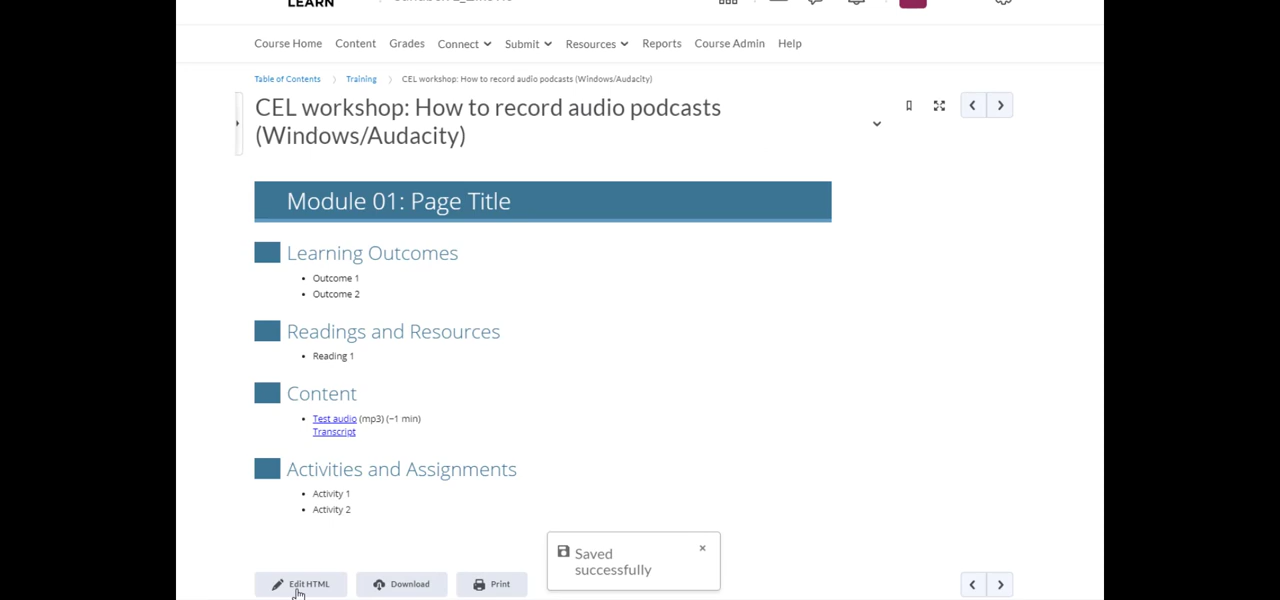 LEARN
Course Home Content Grades Connect Submit Resources Reports Course Admin Help
Table of Contents Training CEL workshop: How to record audio podcasts (Windows/Audacity)
CEL workshop: How to record audio podcasts
(Windows/Audacity)
Module 01: Page Title
Learning Outcomes
• Outcome 1
• Outcome 2
Readings and Resources
• Reading 1
Content
• Test audio (mp3) (~1 min)
Transcript
Activities and Assignments
• Activity 1
• Activity 2
Saved
successfully
Edit HTML Download Print